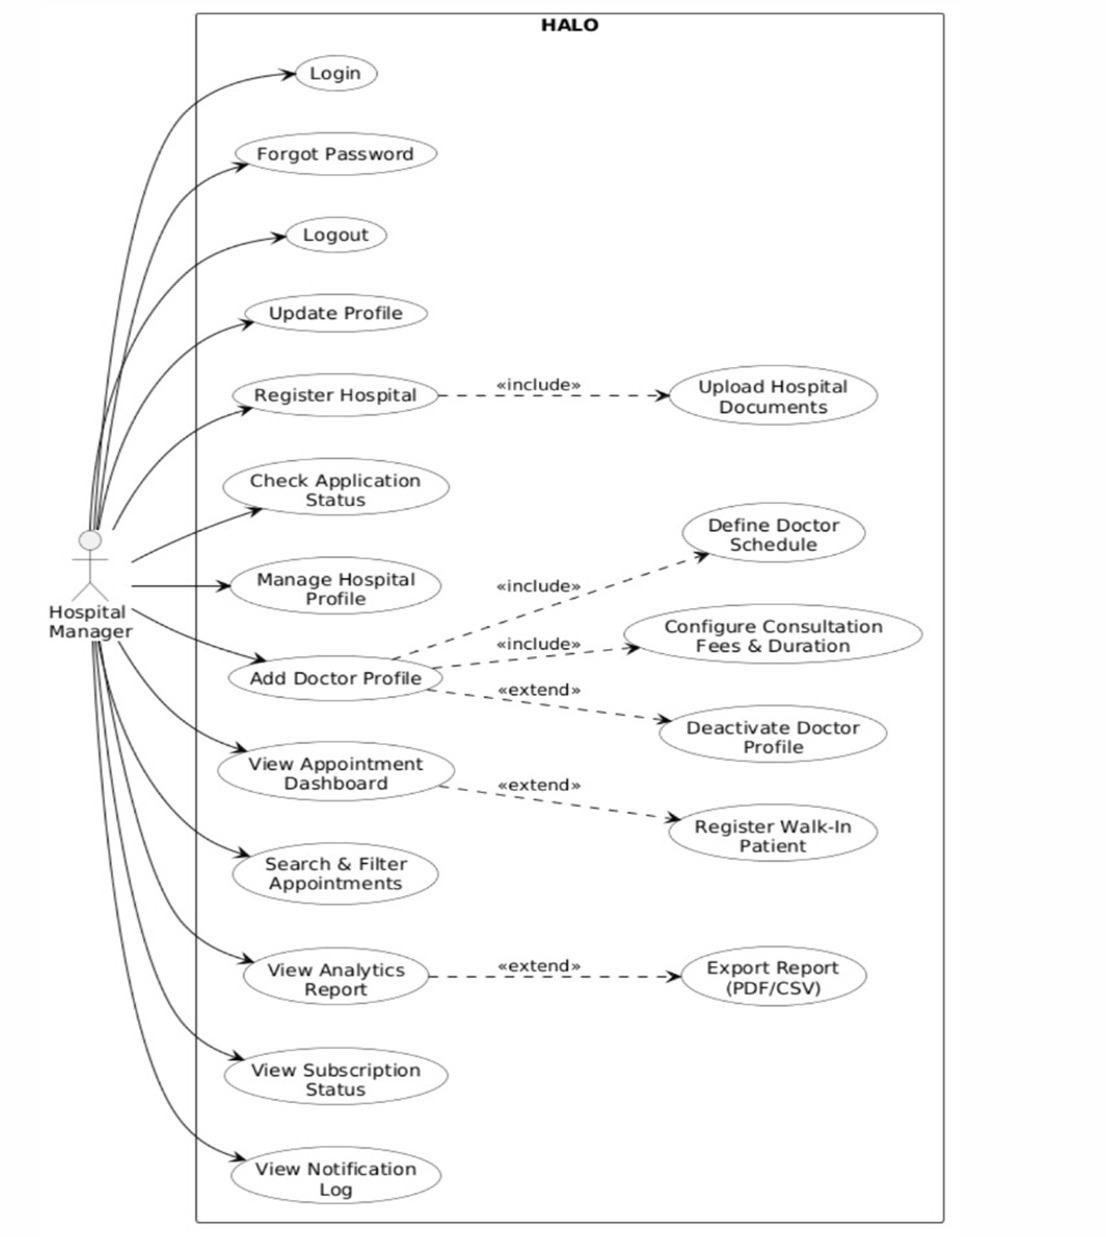 HALO
Login
Forgot Password
Logout
Update Profile
Register Hospital
«include»
Upload Hospital
Documents
Check Application
Status
Define Doctor
Schedule
Manage Hospital
Profile
«include»
Hospital
Manager
Configure Consultation
Fees & Duration
«include»
Add Doctor Profile
«extend»
Deactivate Doctor
Profile
View Appointment
Dashboard
«extend»
Register Walk-In
Patient
Search & Filter
Appointments
View Analytics
Report
«extend»
Export Report
(PDF/CSV)
View Subscription
Status
View Notification
Log